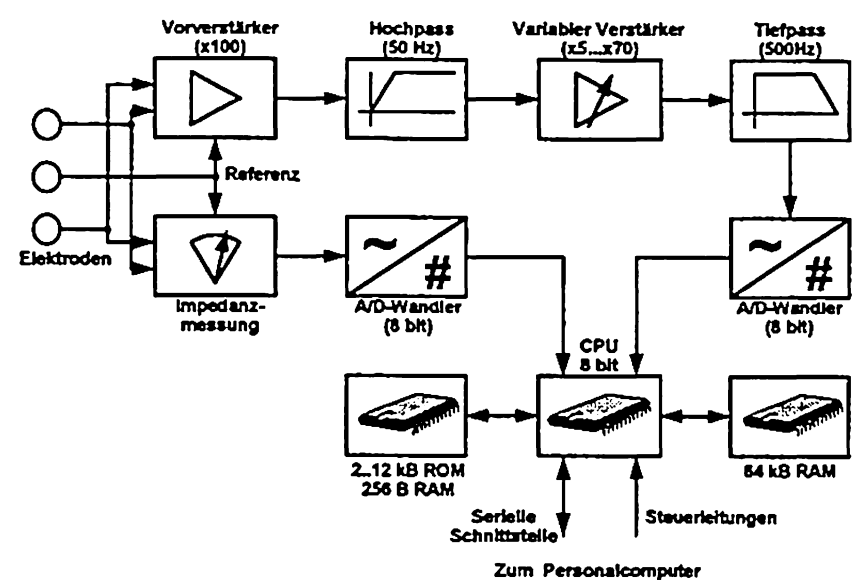 Vorverstärker
(x100)
Hochpass
(50 Hz)
Variabler Verstärker
(x5...x70)
Tiefpass
(500Hz)
Referenz
Elektroden
~
#
~
#
Impedanz-
messung
A/D-Wandler
(8 bit)
A/D-Wandler
(8 bit)
CPU
8 bit
2..12 kB ROM
256 B RAM
64 kB RAM
Serielle
Schnittstelle
Steuerleitungen
Zum Personalcomputer